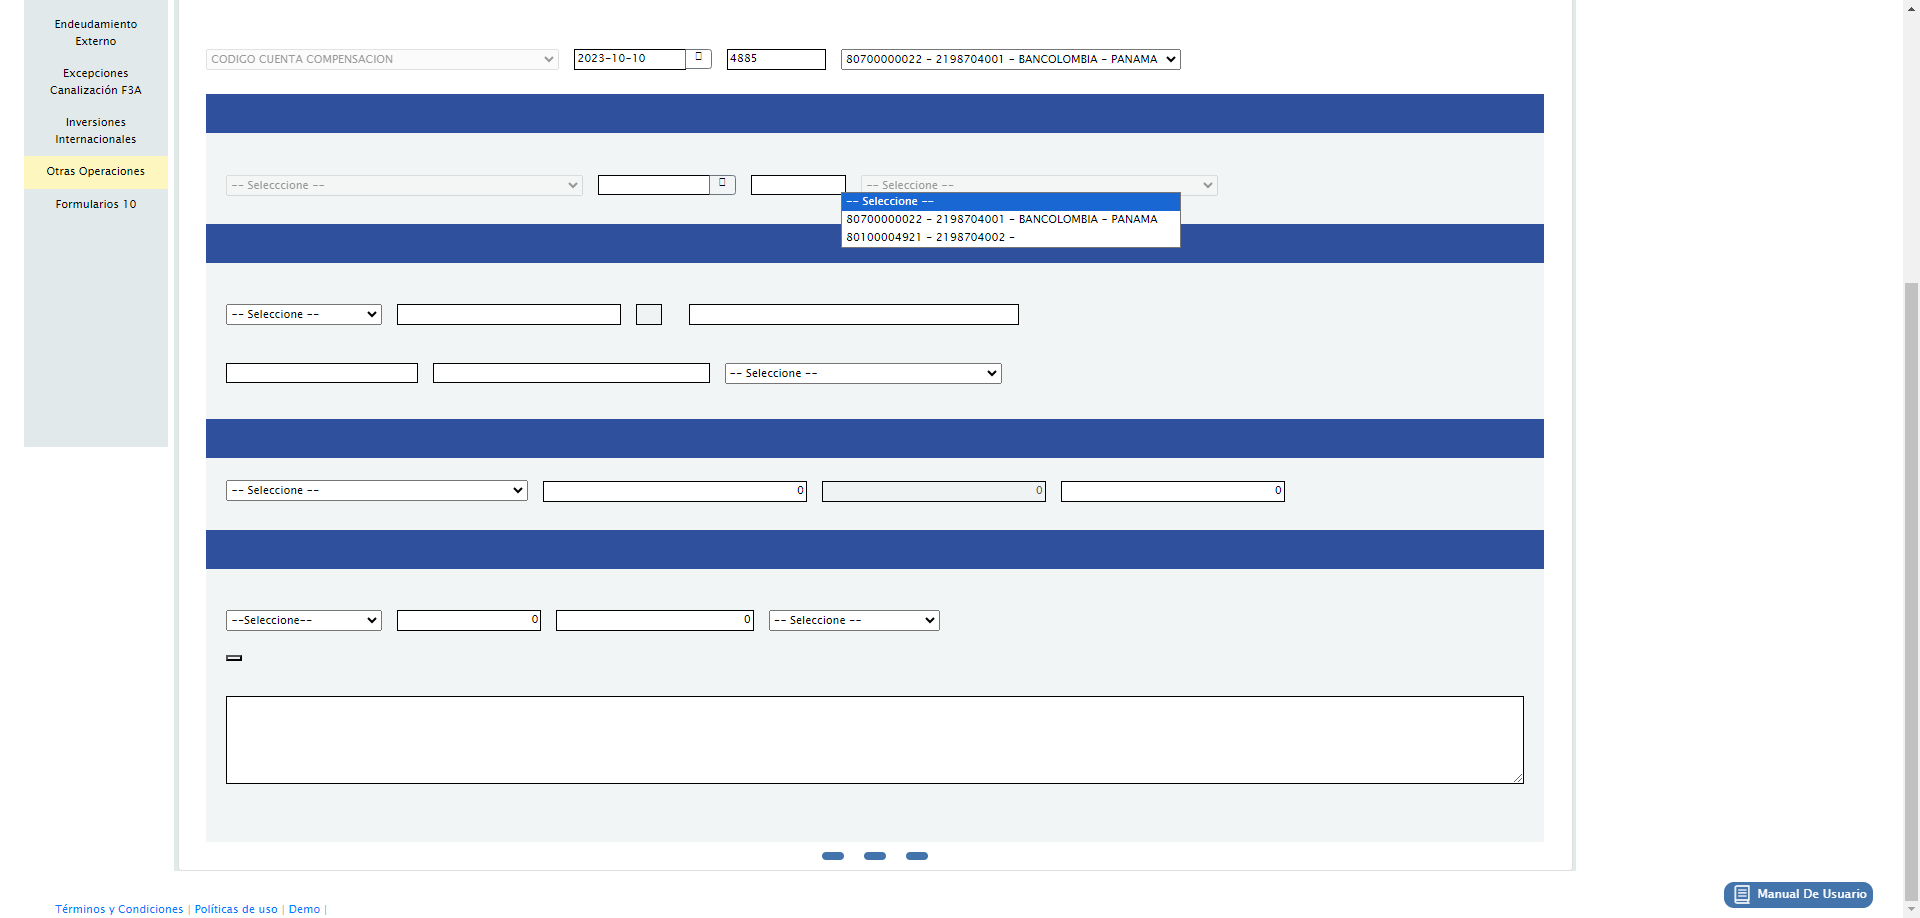 Endeudamiento
Externo
Excepciones
Canalización F3A
Inversiones
Internacionales
Otras Operaciones
Formularios 10
CODIGO CUENTA COMPENSACION
2023-10-10
4885
80700000022 - 2198704001 - BANCOLOMBIA - PANAMA
-- Selecccione --
-- Seleccione --
-- Seleccione --
80700000022 - 2198704001 - BANCOLOMBIA - PANAMA
80100004921 - 2198704002 -
-- Seleccione --
-- Seleccione --
-- Seleccione --
0
0
0
--Seleccione--
0
0
-- Seleccione --
Manual De Usuario
Términos y Condiciones | Políticas de uso | Demo |